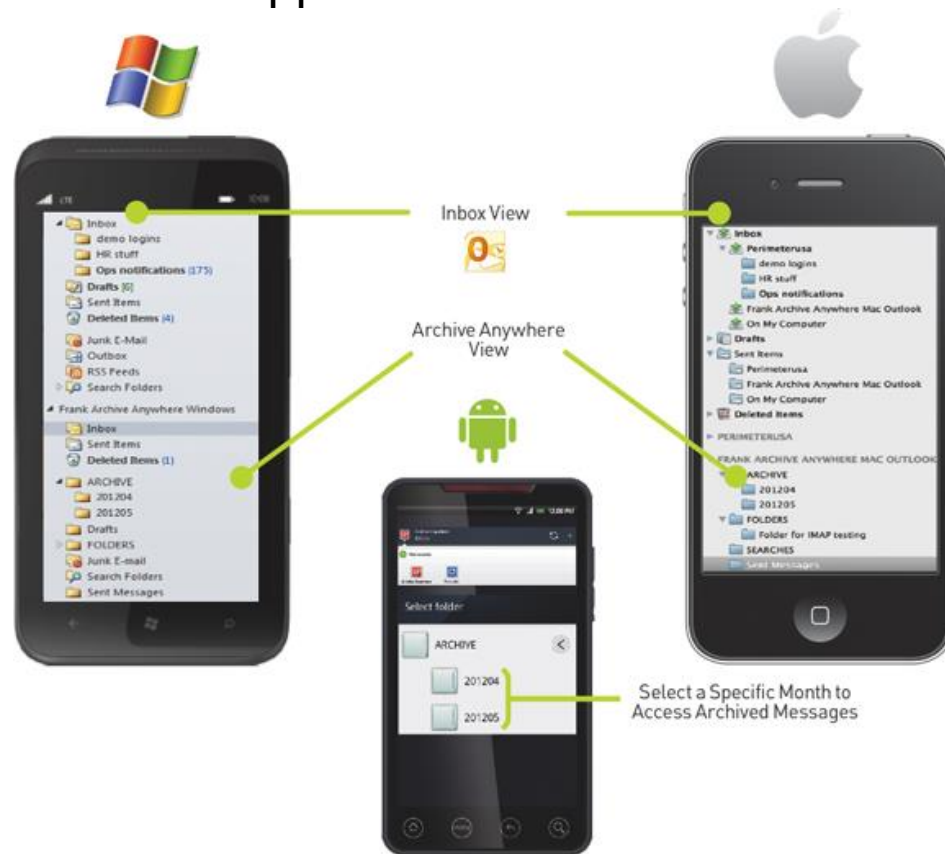 pp
LTE
Inbox
demo logins
HR stuff
Ops notifications (175)
Drafts [6]
Sent Items
Deleted Items (4)
Junk E-Mail
Outbox
RSS Feeds
Search Folders
Frank Archive Anywhere Windows
Inbox
Sent Items
Deleted Items (1)
ARCHIVE
201204
201205
Drafts
FOLDERS
Junk E-mail
Search Folders
Sent Messages
Inbox View
Archive Anywhere
View
Inbox
Perimeterusa
demo logins
HR stuff
Ops notifications
Frank Archive Anywhere Mac Outlook
On My Computer
Drafts
Sent Items
Perimeterusa
Frank Archive Anywhere Mac Outlook
On My Computer
Deleted Items
PERIMETERUSA
FRANK ARCHIVE ANYWHERE MAC OUTLOOK
ARCHIVE
201204
201205
FOLDERS
Folder for IMAP testing
SEARCHES
Sent Messages
Select folder
ARCHIVE
201204
201205
Select a Specific Month to
Access Archived Messages